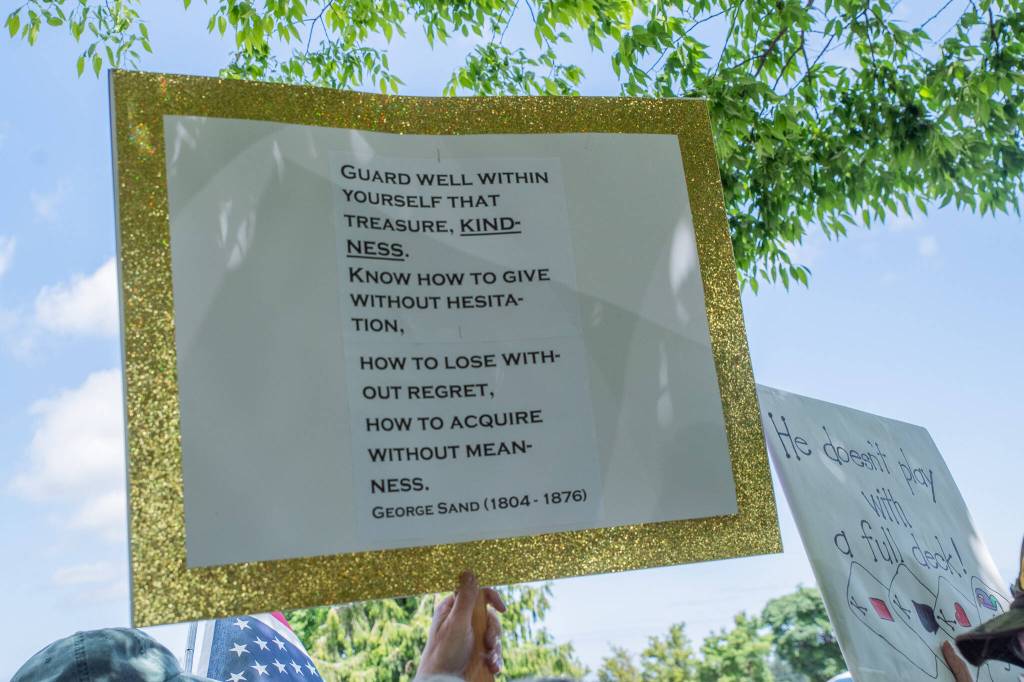 GUARD WELL WITHIN
YOURSELF THAT
TREASURE, KIND-
NESS.
KNOW HOW TO GIVE
WITHOUT HESITA-
TION,
HOW TO LOSE WITH-
OUT REGRET,
HOW TO ACQUIRE
WITHOUT MEAN-
NESS.
GEORGE SAND (1804 - 1876)
He doesn't play
with
a full deck!
K K K